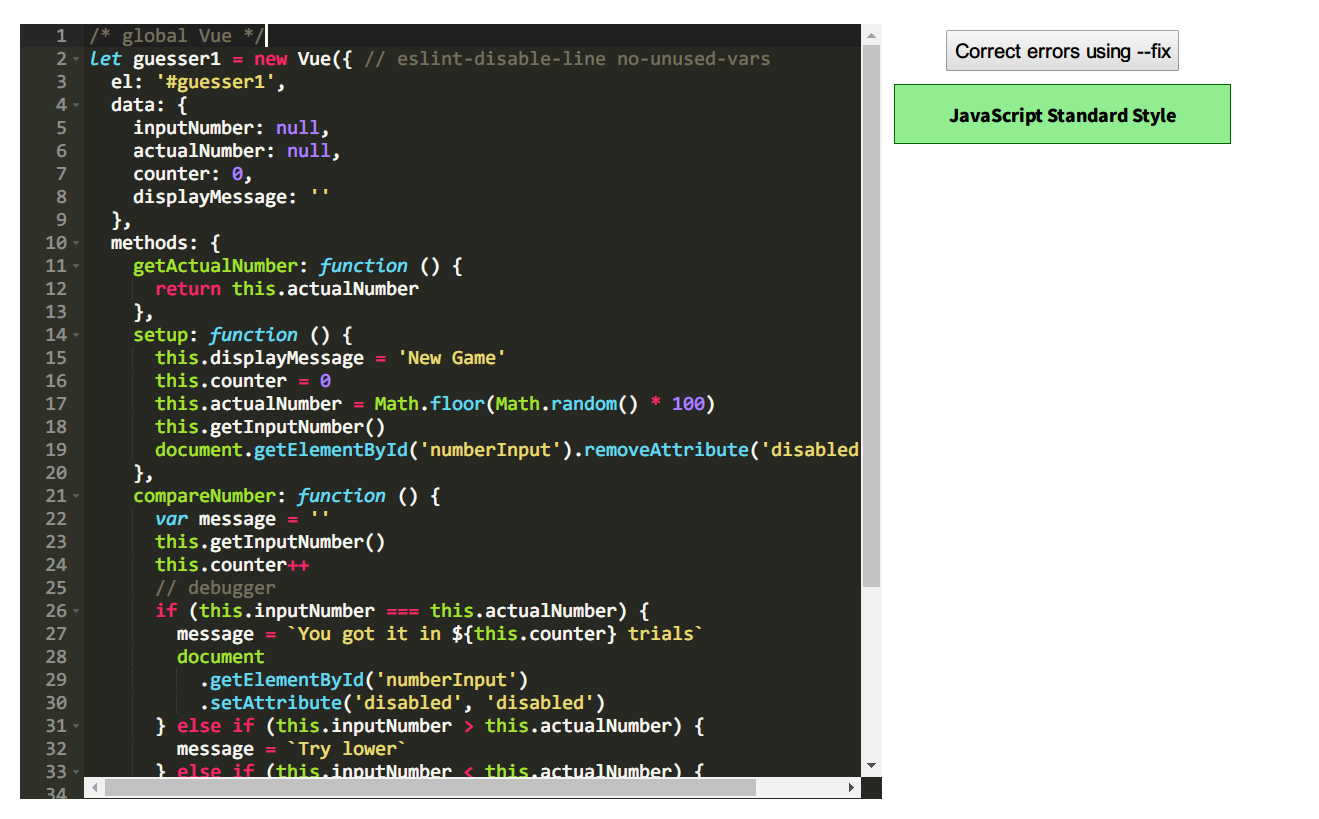 1 /* global Vue */
2 let guesser1 = new Vue({ // eslint-disable-line no-unused-vars
3   el: '#guesser1',
4   data: {
5     inputNumber: null,
6     actualNumber: null,
7     counter: 0,
8     displayMessage: ''
9   },
10   methods: {
11     getActualNumber: function () {
12       return this.actualNumber
13     },
14     setup: function () {
15       this.displayMessage = 'New Game'
16       this.counter = 0
17       this.actualNumber = Math.floor(Math.random() * 100)
18       this.getInputNumber()
19       document.getElementById('numberInput').removeAttribute('disabled
20     },
21     compareNumber: function () {
22       var message = ''
23       this.getInputNumber()
24       this.counter++
25       // debugger
26       if (this.inputNumber === this.actualNumber) {
27         message = `You got it in ${this.counter} trials`
28         document
29           .getElementById('numberInput')
30           .setAttribute('disabled', 'disabled')
31       } else if (this.inputNumber > this.actualNumber) {
32         message = `Try lower`
33       } else if (this.inputNumber < this.actualNumber) {
34
Correct errors using --fix
JavaScript Standard Style